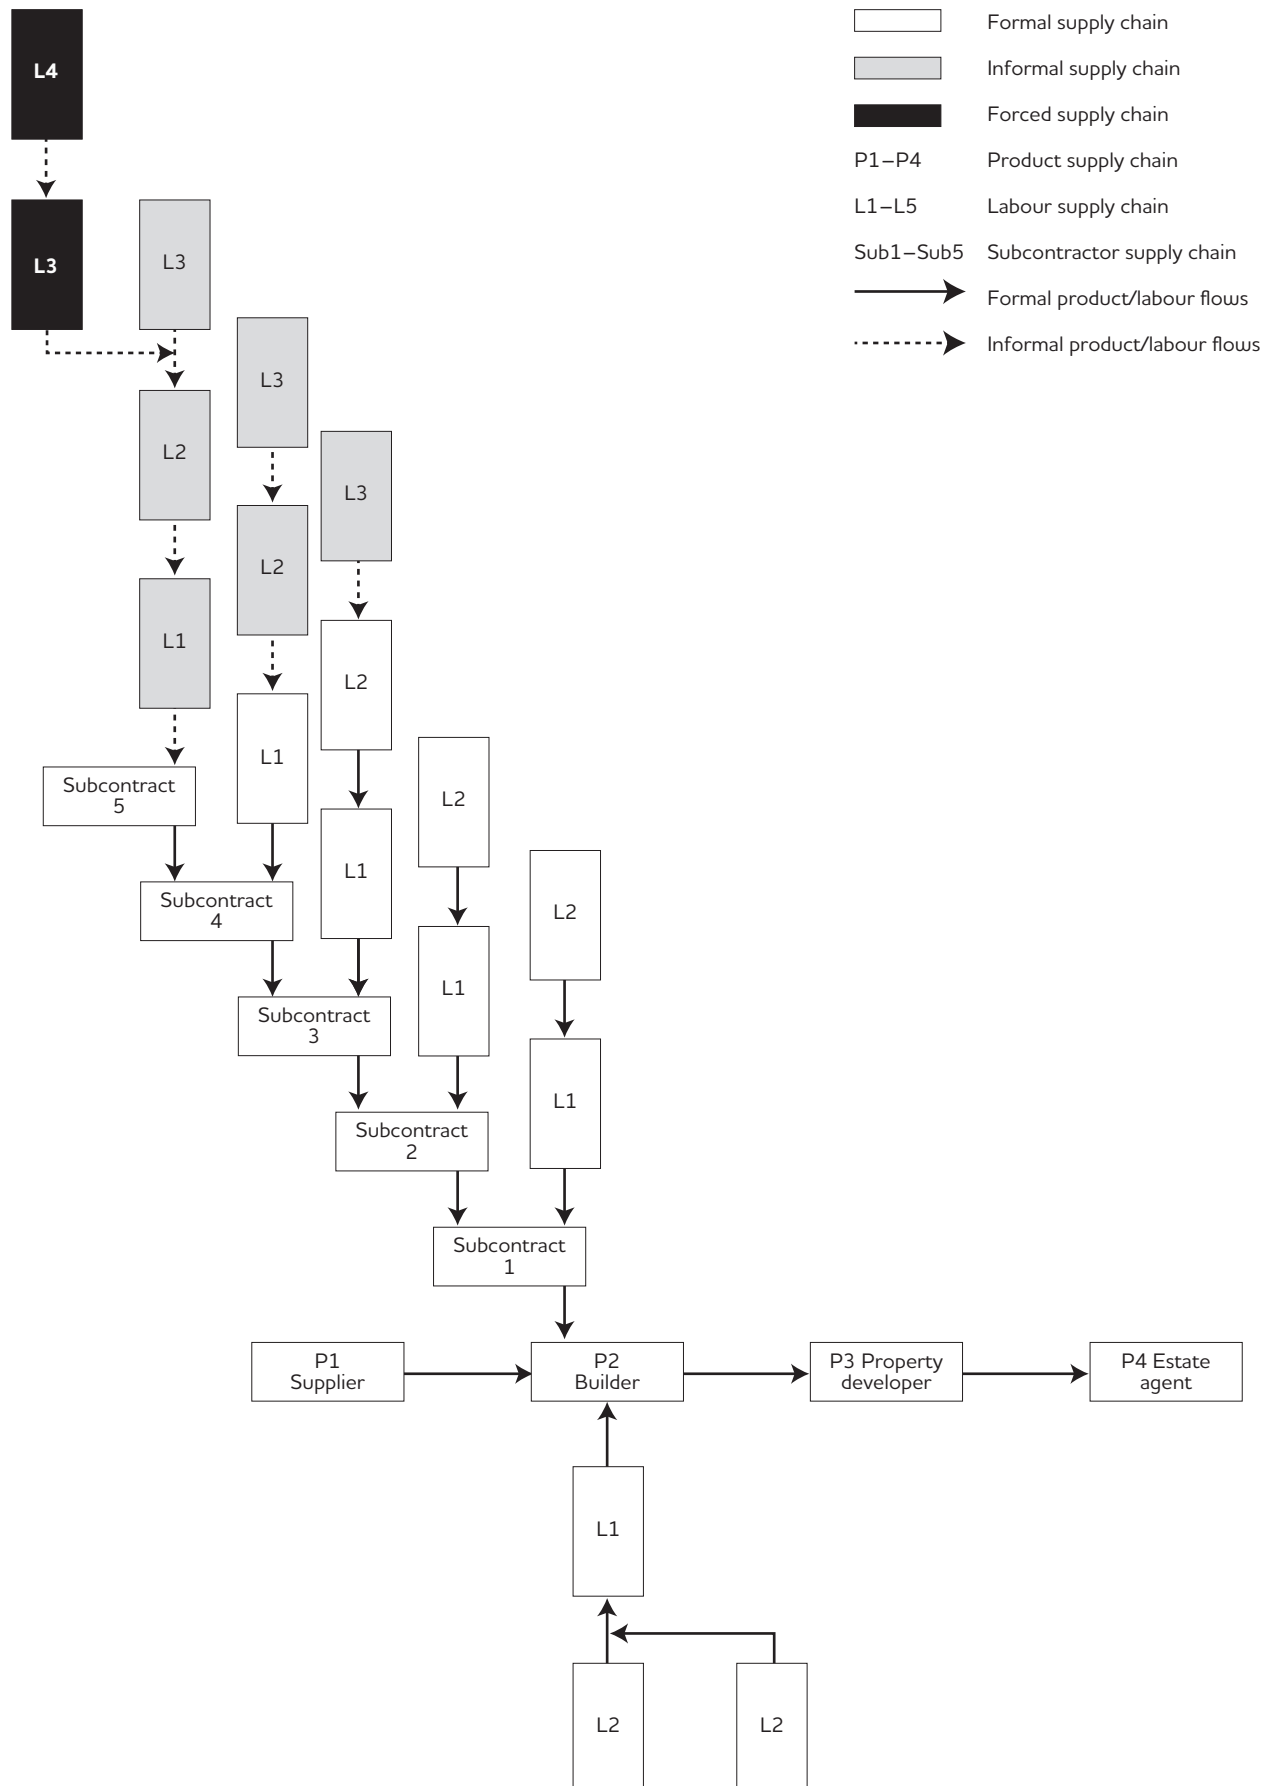 Formal supply chain
Informal supply chain
Forced supply chain
P1–P4 Product supply chain
L1–L5 Labour supply chain
Sub1–Sub5 Subcontractor supply chain
Formal product/labour flows
Informal product/labour flows
L4
L3
L3
L3
L2
L3
L2
L1
L2
L1
Subcontract
5
L2
L1
Subcontract
4
L2
L1
Subcontract
3
L1
Subcontract
2
Subcontract
1
P1
Supplier
P2
Builder
P3 Property
developer
P4 Estate
agent
L1
L2
L2